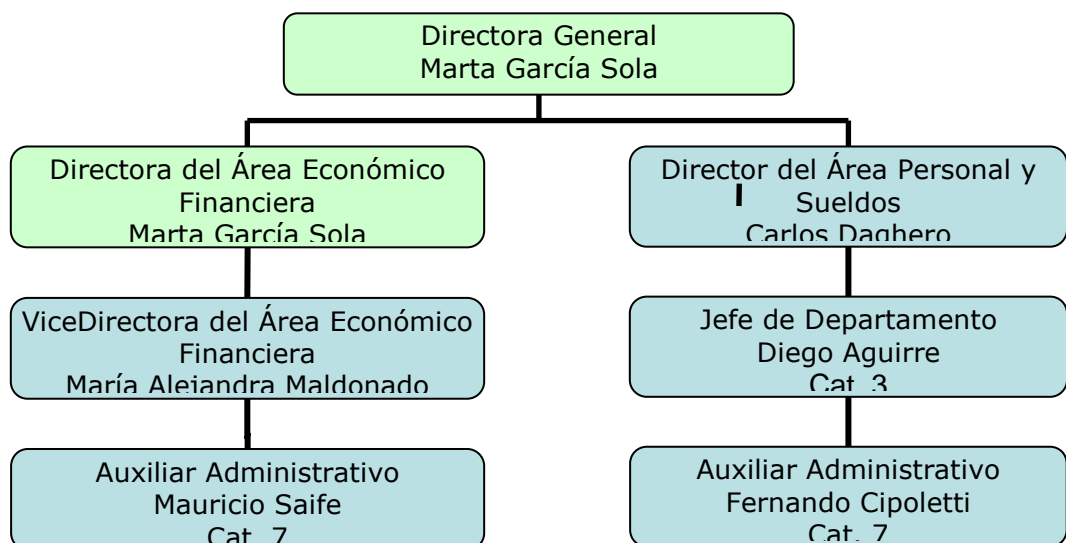 Directora General
Marta García Sola
Directora del Área Económico
Financiera
Marta García Sola
Director del Área Personal y
Sueldos
Carlos Daghero
ViceDirectora del Área Económico
Financiera
María Alejandra Maldonado
Jefe de Departamento
Diego Aguirre
Cat. 3
Auxiliar Administrativo
Mauricio Saife
Cat. 7
Auxiliar Administrativo
Fernando Cipoletti
Cat. 7